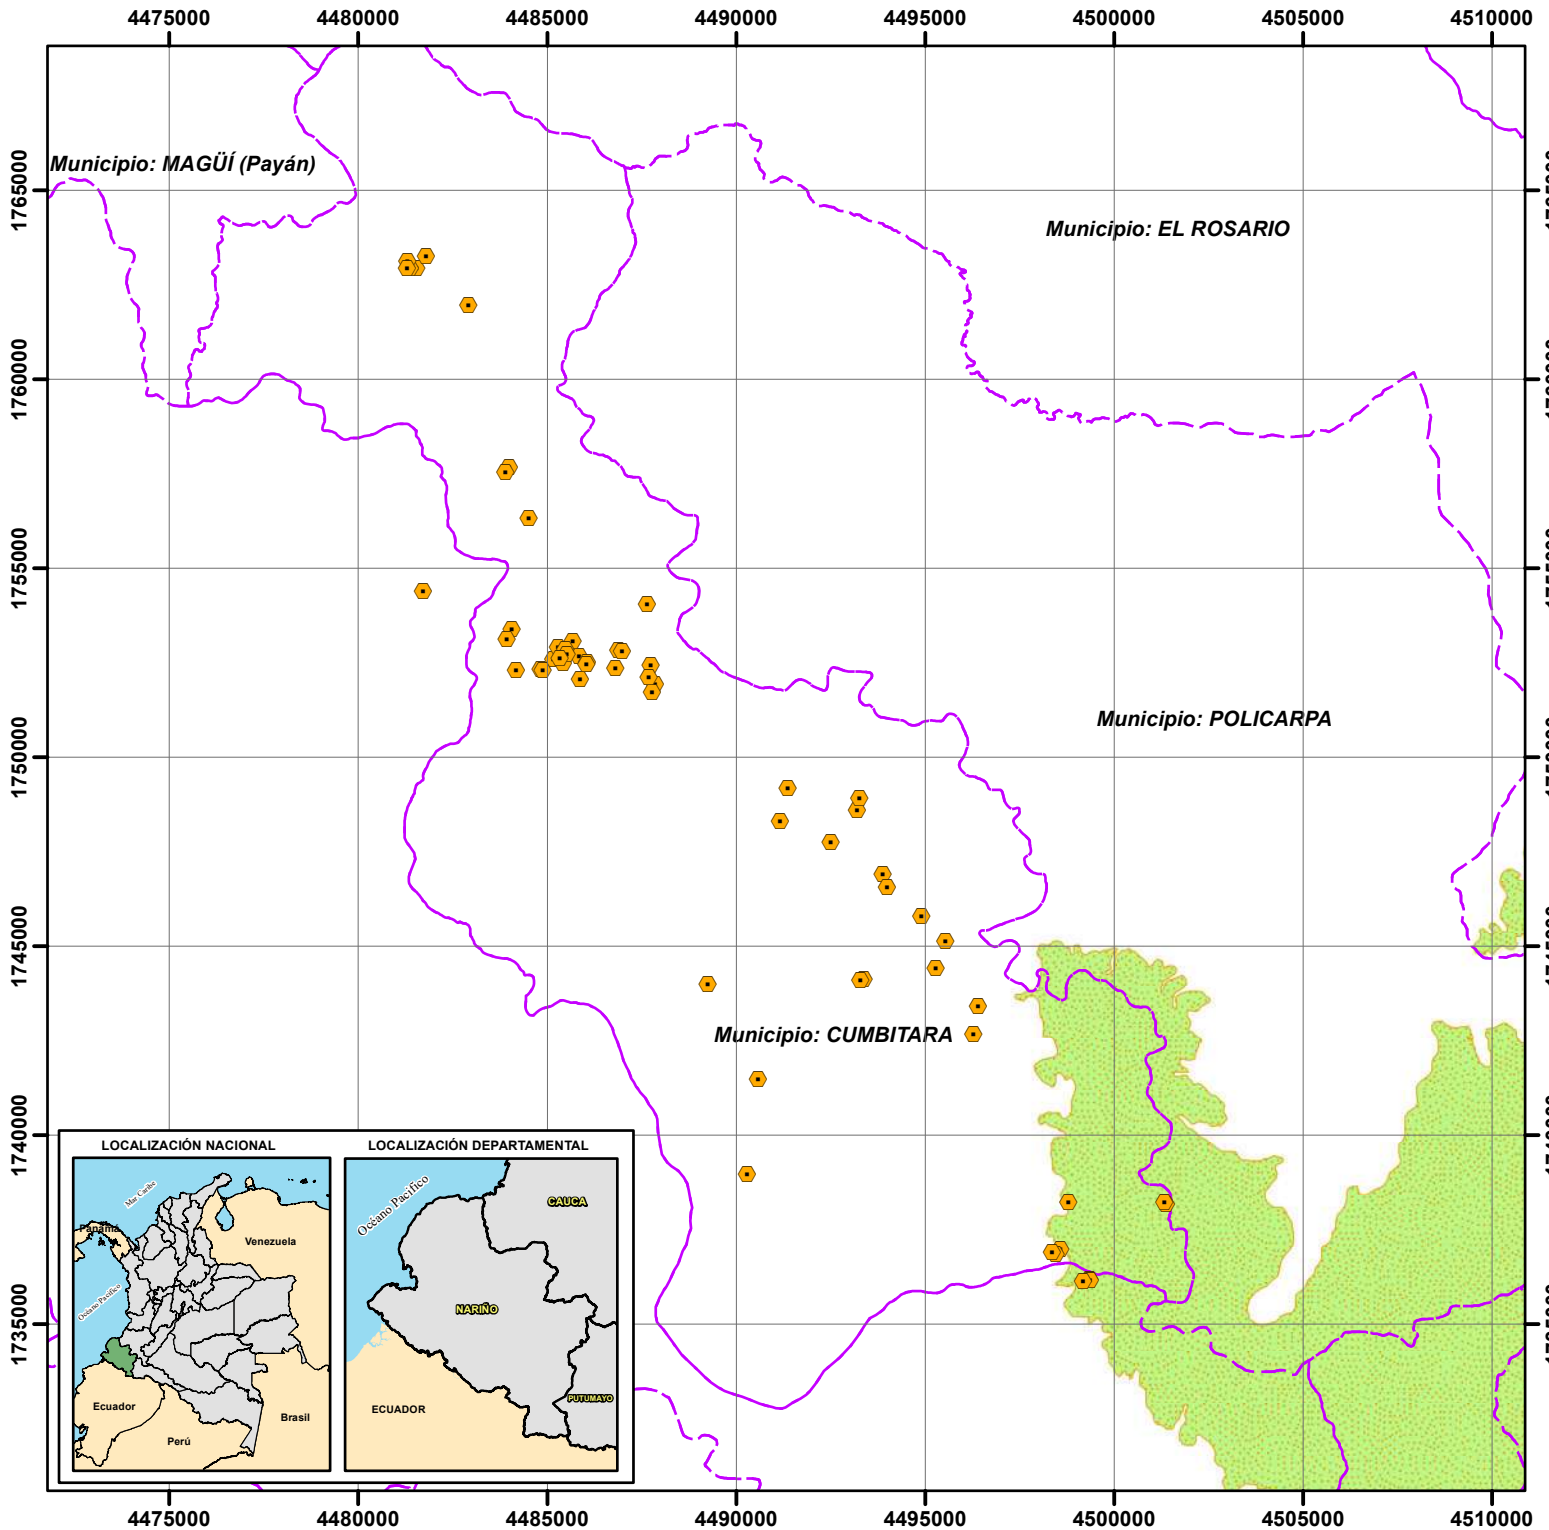 4475000 4480000 4485000 4490000 4495000 4500000 4505000 4510000
Municipio: MAGÜÍ (Payán)
1765000
Municipio: EL ROSARIO
1760000
1755000
Municipio: POLICARPA
1750000
1745000
Municipio: CUMBITARA
1740000
1735000
LOCALIZACIÓN NACIONAL
Mar Caribe
Panamá
Venezuela
Océano Pacífico
Ecuador
Perú
Brasil
LOCALIZACIÓN DEPARTAMENTAL
Océano Pacífico
CAUCA
NARIÑO
PUTUMAYO
ECUADOR
4475000 4480000 4485000 4490000 4495000 4500000 4505000 4510000